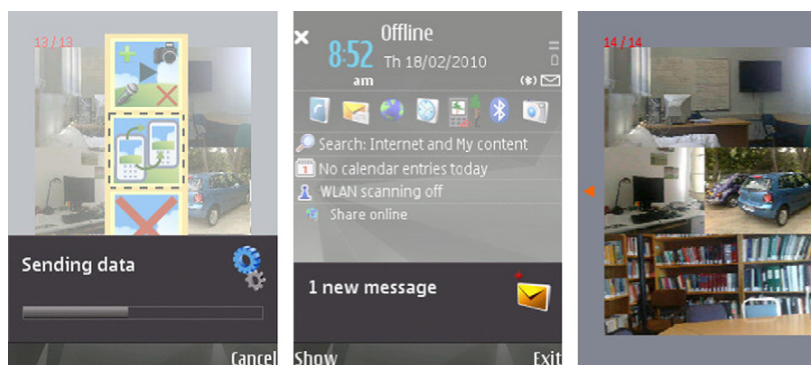 13/13
Sending data
Cancel
Offline
8:52
am
Th 18/02/2010
Search: Internet and My content
1
No calendar entries today
WLAN scanning off
Share online
1 new message
Show
Exit
14/14